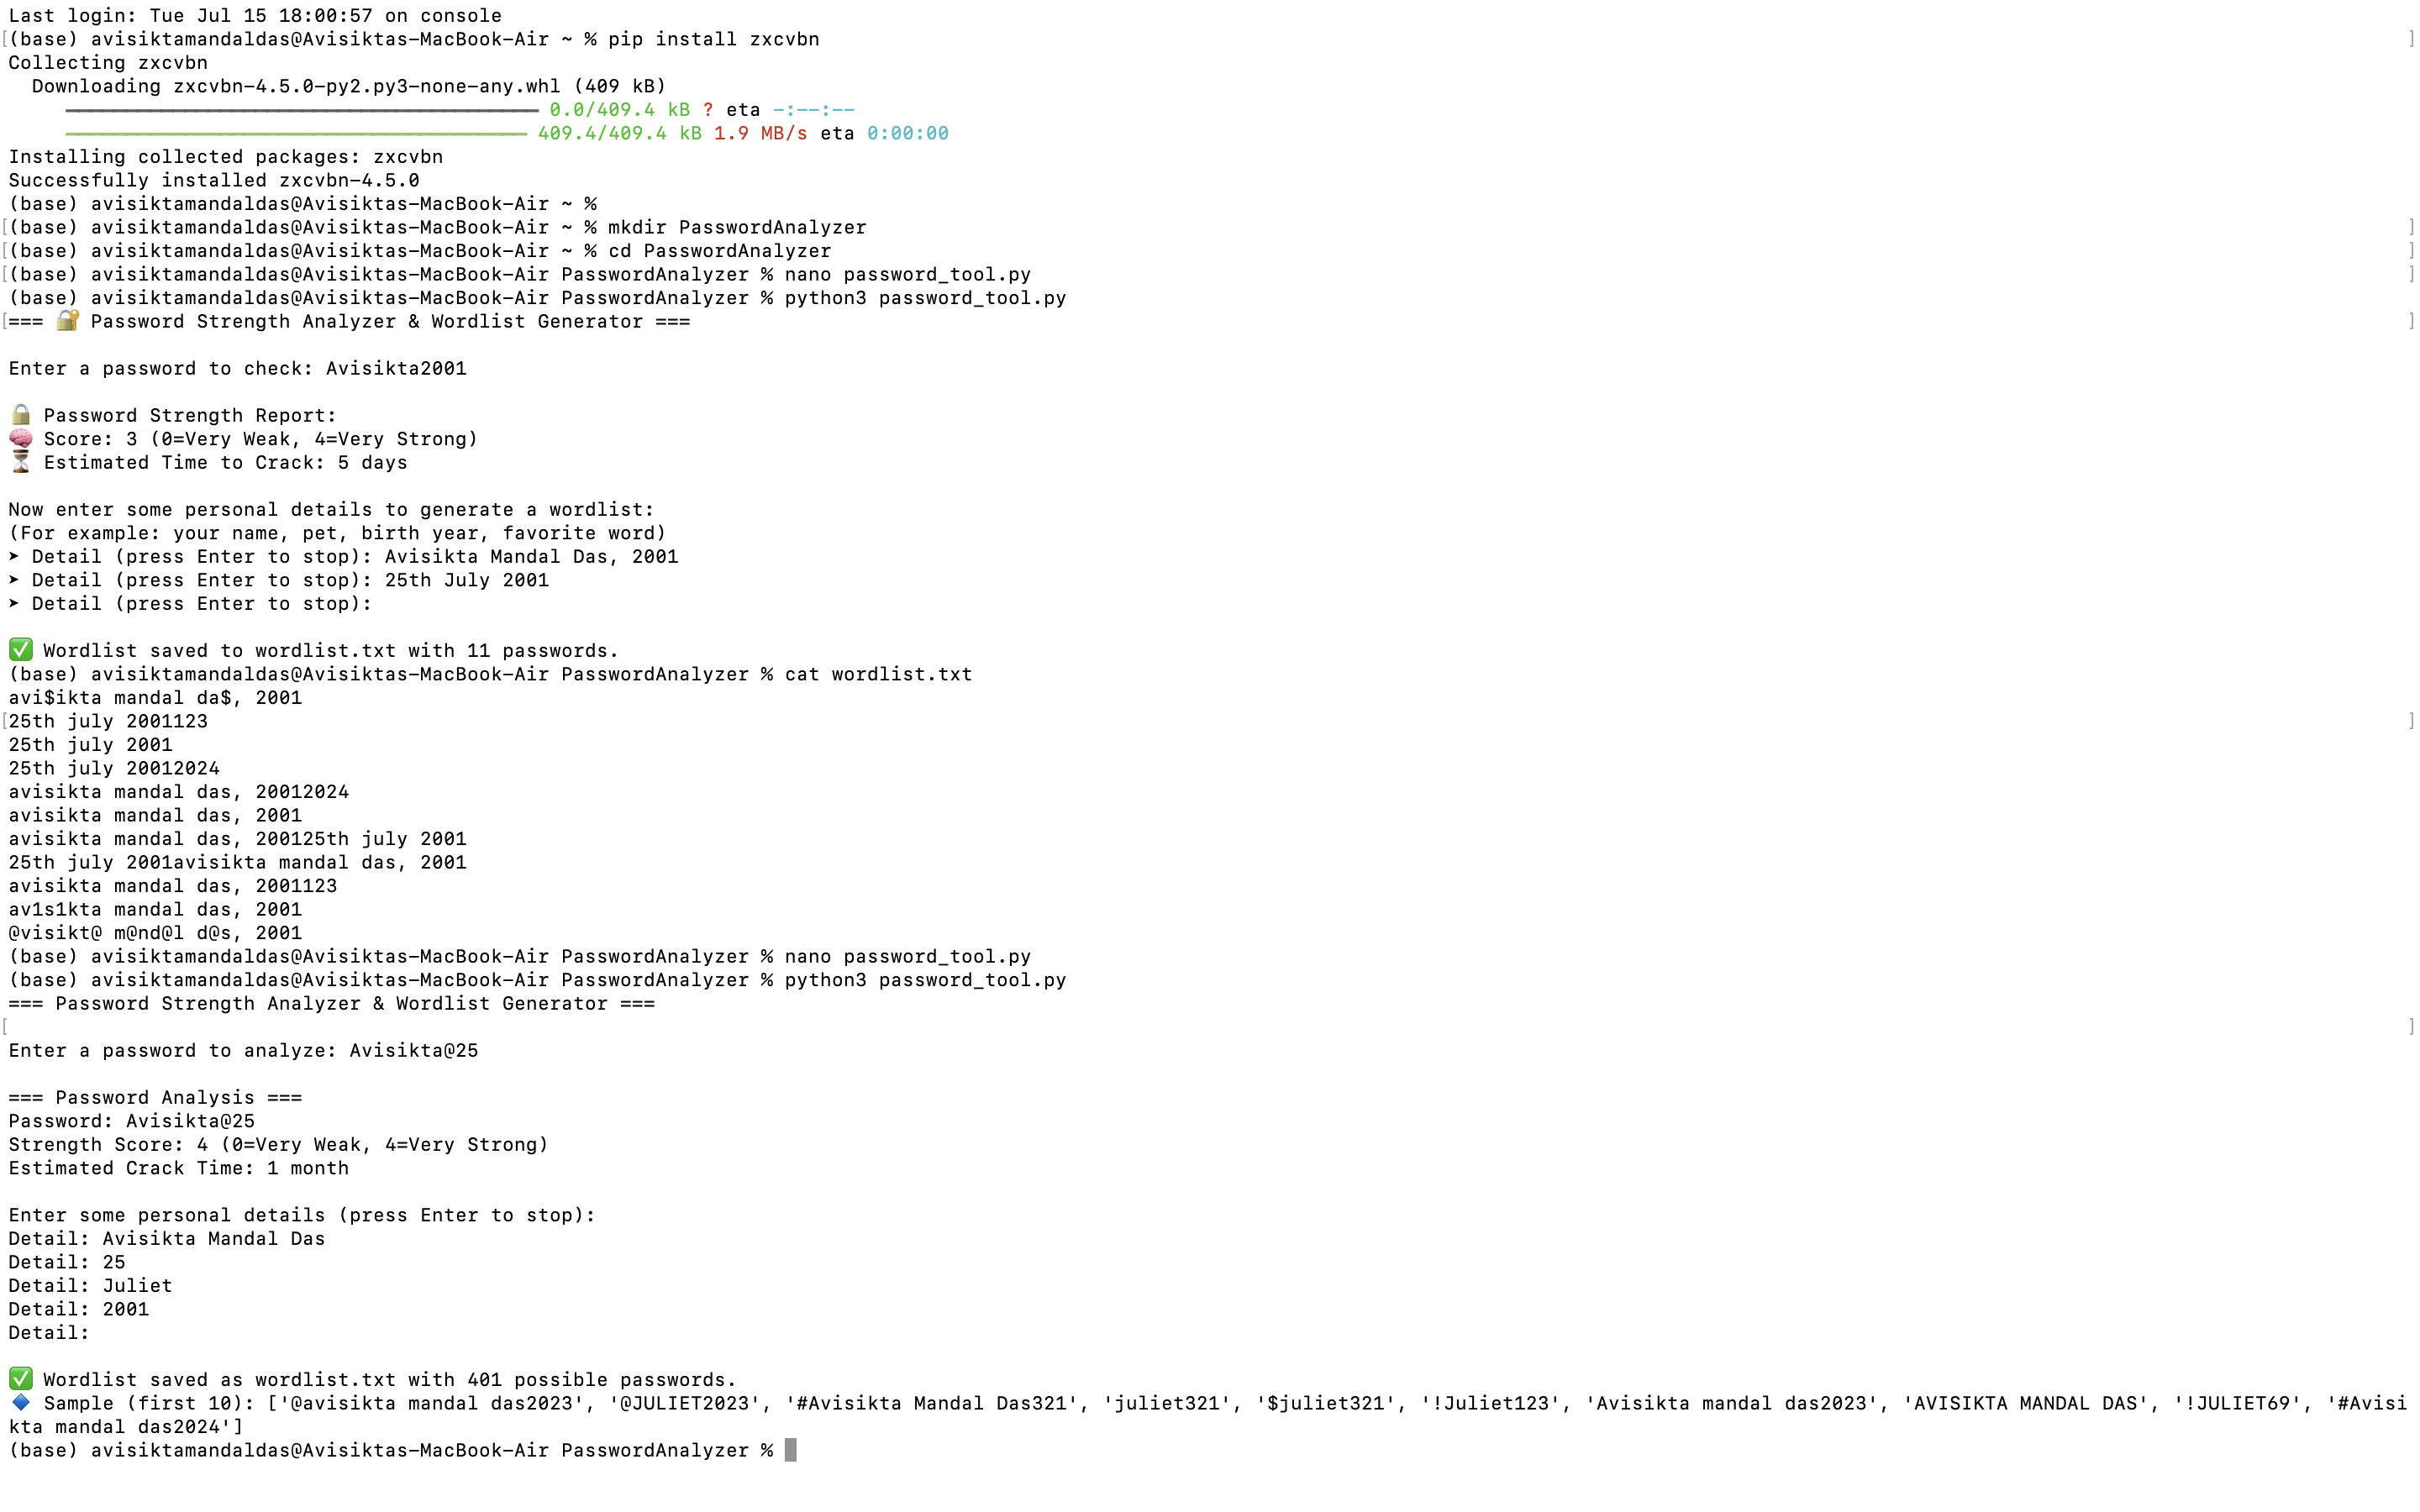 Last login: Tue Jul 15 18:00:57 on console
[(base) avisiktamandaldas@Avisiktas-MacBook-Air ~ % pip install zxcvbn ]
Collecting zxcvbn
  Downloading zxcvbn-4.5.0-py2.py3-none-any.whl (409 kB)
0.0/409.4 kB ? eta -:--:--
409.4/409.4 kB 1.9 MB/s eta 0:00:00
Installing collected packages: zxcvbn
Successfully installed zxcvbn-4.5.0
(base) avisiktamandaldas@Avisiktas-MacBook-Air ~ %
[(base) avisiktamandaldas@Avisiktas-MacBook-Air ~ % mkdir PasswordAnalyzer ]
[(base) avisiktamandaldas@Avisiktas-MacBook-Air ~ % cd PasswordAnalyzer ]
[(base) avisiktamandaldas@Avisiktas-MacBook-Air PasswordAnalyzer % nano password_tool.py ]
(base) avisiktamandaldas@Avisiktas-MacBook-Air PasswordAnalyzer % python3 password_tool.py
[=== 🔐 Password Strength Analyzer & Wordlist Generator === ]
Enter a password to check: Avisikta2001
🔒 Password Strength Report:
🧠 Score: 3 (0=Very Weak, 4=Very Strong)
⏳ Estimated Time to Crack: 5 days
Now enter some personal details to generate a wordlist:
(For example: your name, pet, birth year, favorite word)
➤ Detail (press Enter to stop): Avisikta Mandal Das, 2001
➤ Detail (press Enter to stop): 25th July 2001
➤ Detail (press Enter to stop):
✅ Wordlist saved to wordlist.txt with 11 passwords.
(base) avisiktamandaldas@Avisiktas-MacBook-Air PasswordAnalyzer % cat wordlist.txt
avi$ikta mandal da$, 2001
[25th july 2001123 ]
25th july 2001
25th july 20012024
avisikta mandal das, 20012024
avisikta mandal das, 2001
avisikta mandal das, 200125th july 2001
25th july 2001avisikta mandal das, 2001
avisikta mandal das, 2001123
av1s1kta mandal das, 2001
@visikt@ m@nd@l d@s, 2001
(base) avisiktamandaldas@Avisiktas-MacBook-Air PasswordAnalyzer % nano password_tool.py
(base) avisiktamandaldas@Avisiktas-MacBook-Air PasswordAnalyzer % python3 password_tool.py
=== Password Strength Analyzer & Wordlist Generator ===
[ ]
Enter a password to analyze: Avisikta@25
=== Password Analysis ===
Password: Avisikta@25
Strength Score: 4 (0=Very Weak, 4=Very Strong)
Estimated Crack Time: 1 month
Enter some personal details (press Enter to stop):
Detail: Avisikta Mandal Das
Detail: 25
Detail: Juliet
Detail: 2001
Detail:
✅ Wordlist saved as wordlist.txt with 401 possible passwords.
🔹 Sample (first 10): ['@avisikta mandal das2023', '@JULIET2023', '#Avisikta Mandal Das321', 'juliet321', '$juliet321', '!Juliet123', 'Avisikta mandal das2023', 'AVISIKTA MANDAL DAS', '!JULIET69', '#Avisi
kta mandal das2024']
(base) avisiktamandaldas@Avisiktas-MacBook-Air PasswordAnalyzer %